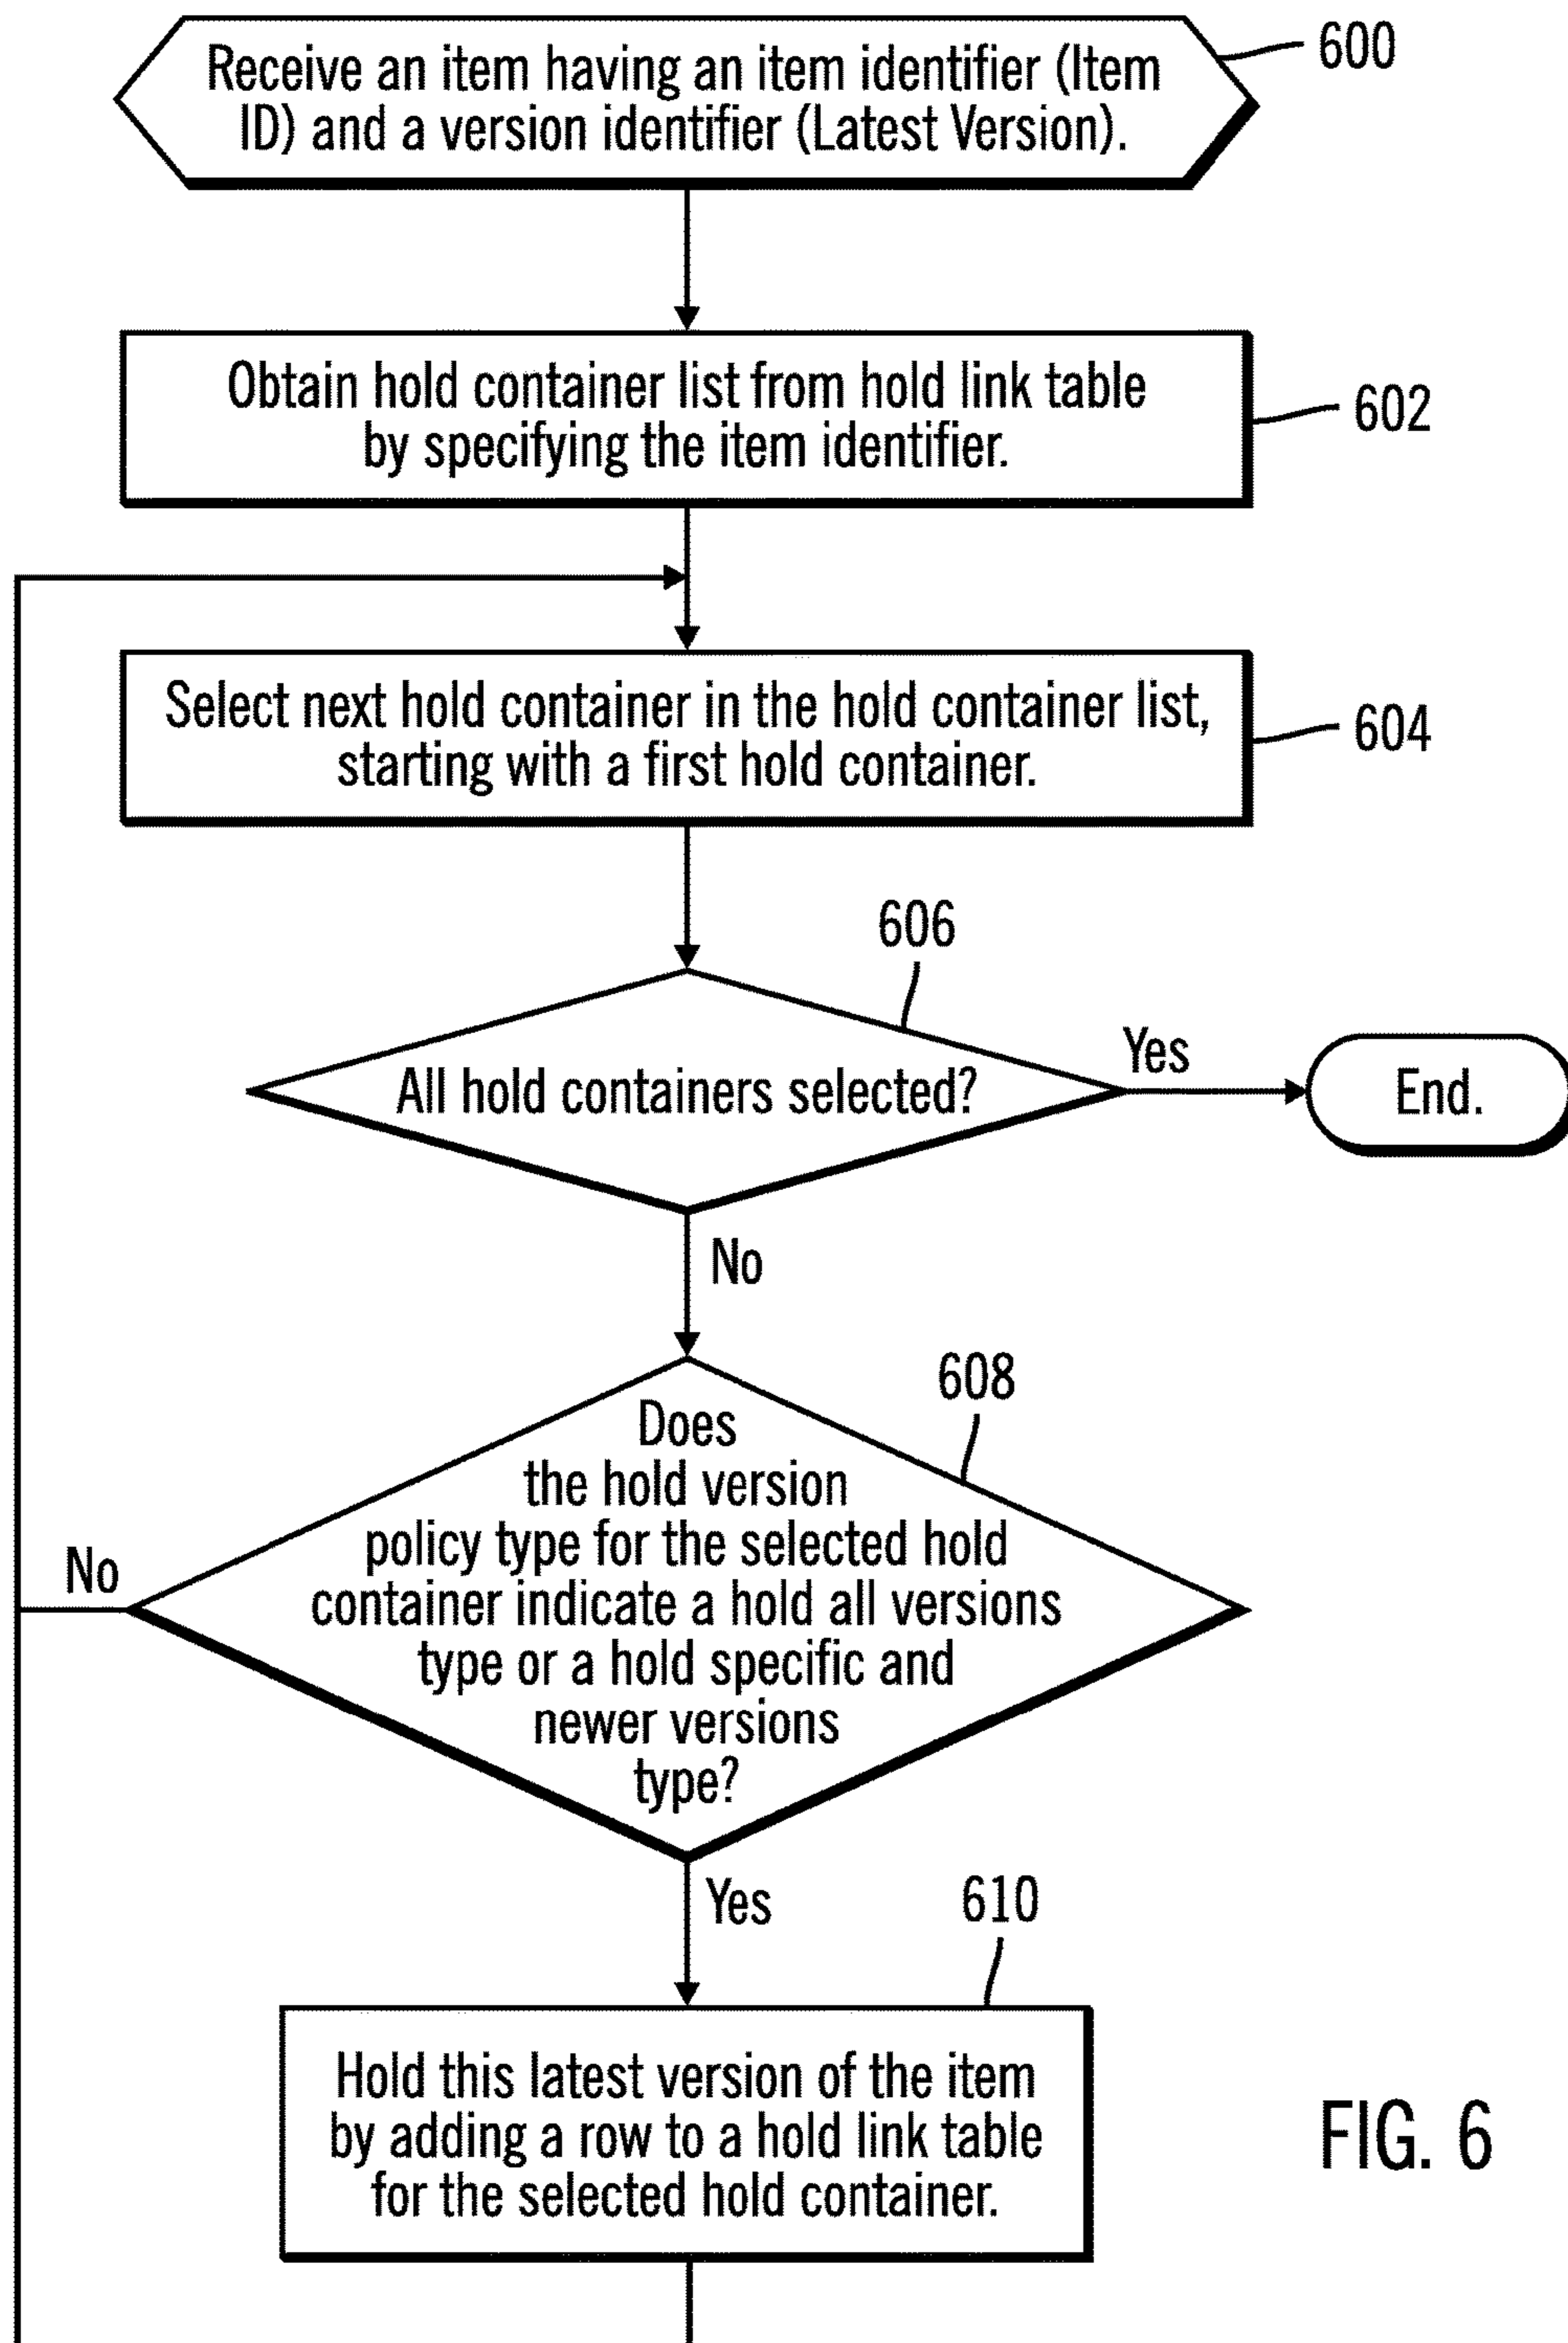 Receive an item having an item identifier (Item
ID) and a version identifier (Latest Version).
600
Obtain hold container list from hold link table
by specifying the item identifier.
602
Select next hold container in the hold container list,
starting with a first hold container.
604
606
All hold containers selected?
Yes
End.
No
608
Does
the hold version
policy type for the selected hold
container indicate a hold all versions
type or a hold specific and
newer versions
type?
No
Yes
610
Hold this latest version of the item
by adding a row to a hold link table
for the selected hold container.
FIG. 6